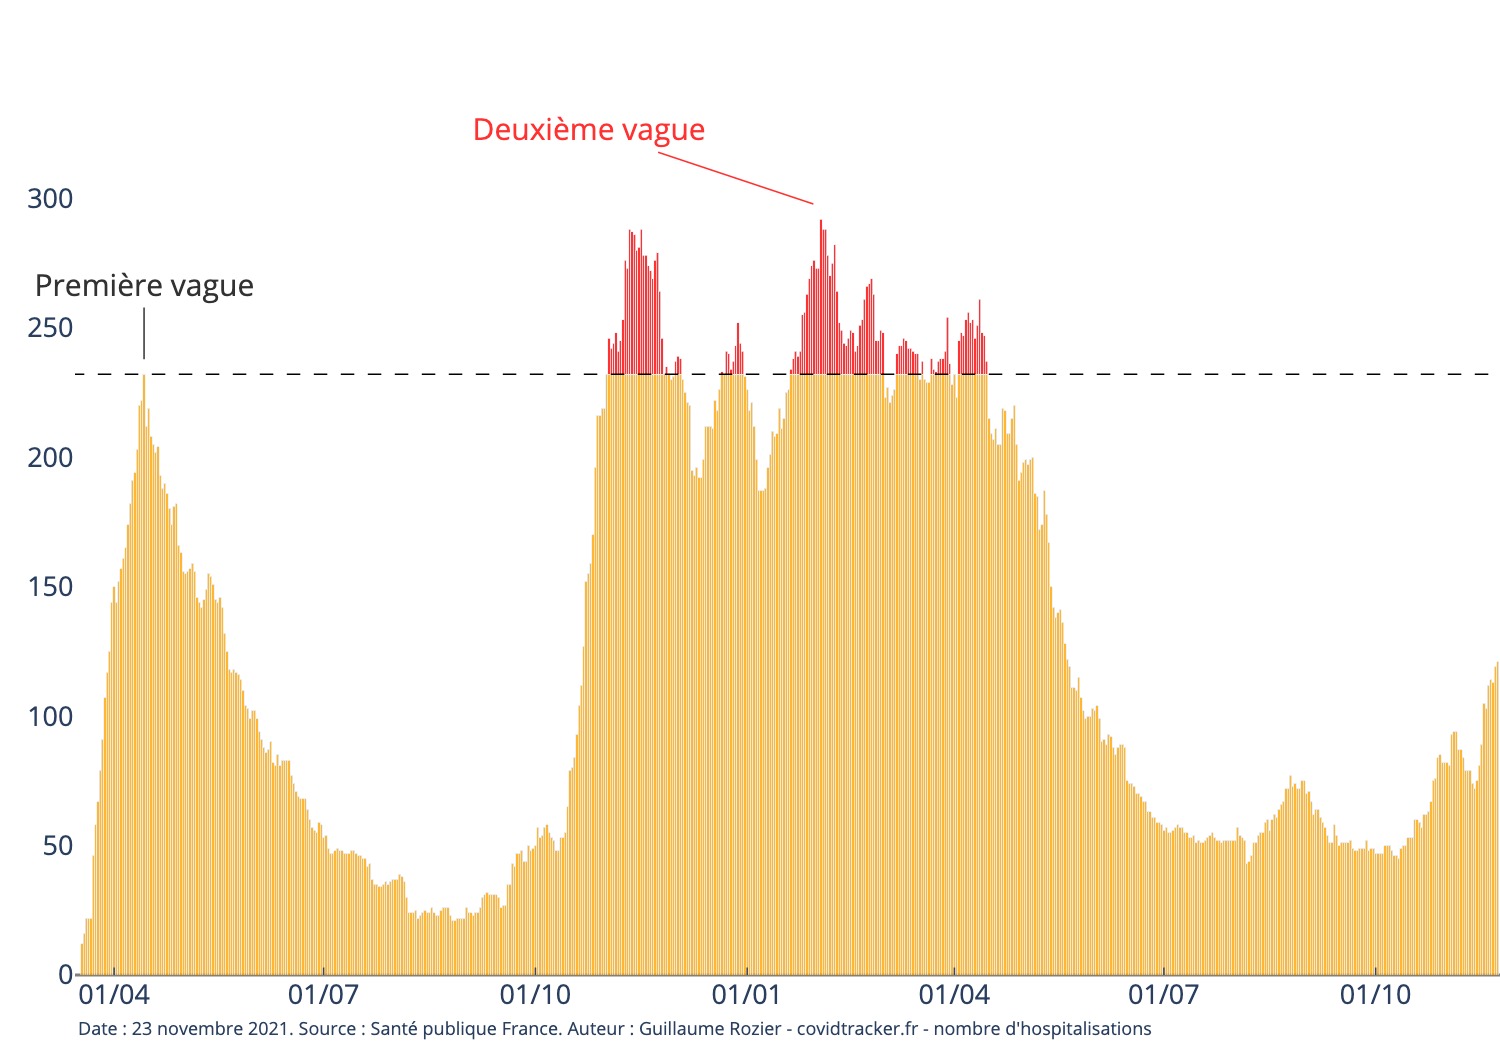 Deuxième vague
300
Première vague
250
200
150
100
50
0
01/04 01/07 01/10 01/01 01/04 01/07 01/10
Date : 23 novembre 2021. Source : Santé publique France. Auteur : Guillaume Rozier - covidtracker.fr - nombre d'hospitalisations